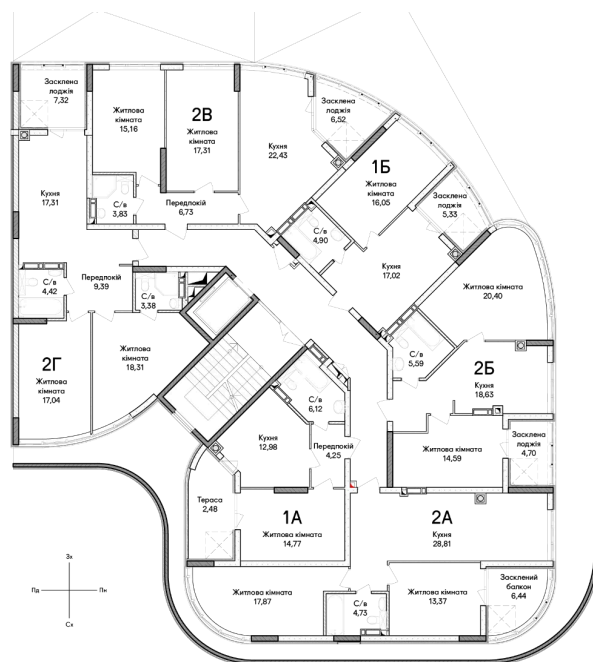 Засклена
лоджія
7,32
Житлова
кімната
15,16
2В
Житлова
кімната
17,31
Кухня
22,43
Засклена
лоджія
6,52
1Б
Житлова
кімната
16,05
Засклена
лоджія
5,33
Кухня
17,31
С/в
3,83
Передпокій
6,73
С/в
4,90
Кухня
17,02
Житлова кімната
20,40
С/в
4,42
Передпокій
9,39
С/в
3,38
2Г
Житлова
кімната
17,04
Житлова
кімната
18,31
С/в
5,59
2Б
Кухня
18,63
С/в
6,12
Кухня
12,98
Передпокій
4,25
Житлова кімната
14,59
Засклена
лоджія
4,70
Тераса
2,48
1А
Житлова кімната
14,77
2А
Кухня
28,81
Житлова кімната
17,87
С/в
4,73
Житлова кімната
13,37
Засклений
балкон
6,44
Зх
Пд
Пн
Сх